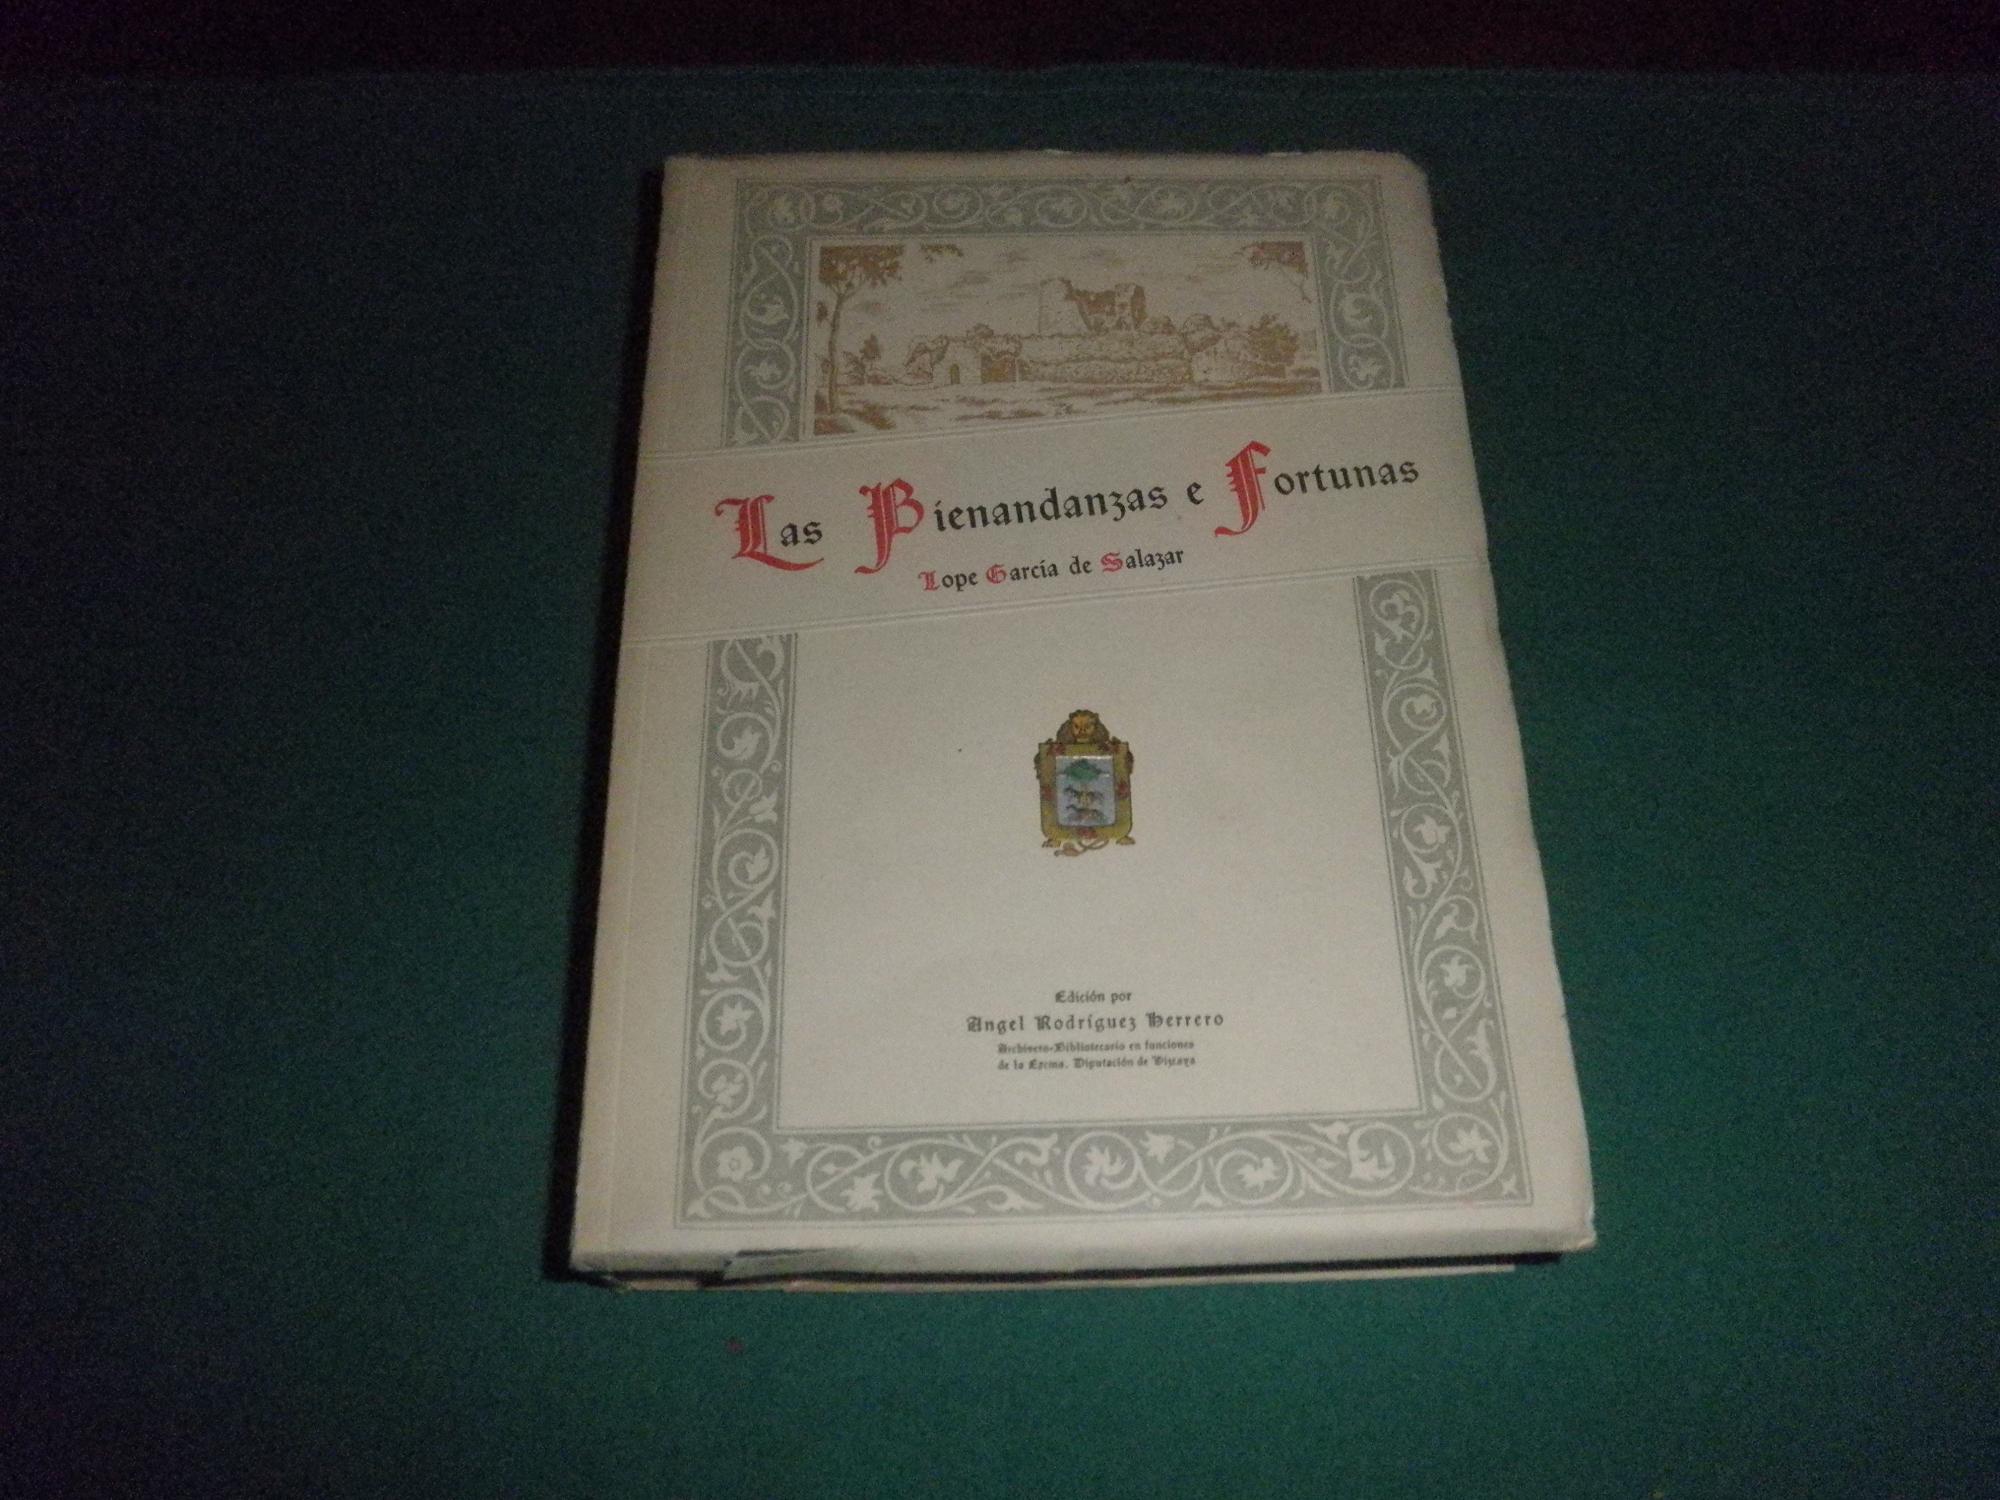 Las Bienandanzas e Fortunas
Lope García de Salazar
Edición por
Angel Rodríguez Herrero
Archivero-Bibliotecario en funciones
de la Excma. Diputación de Vizcaya